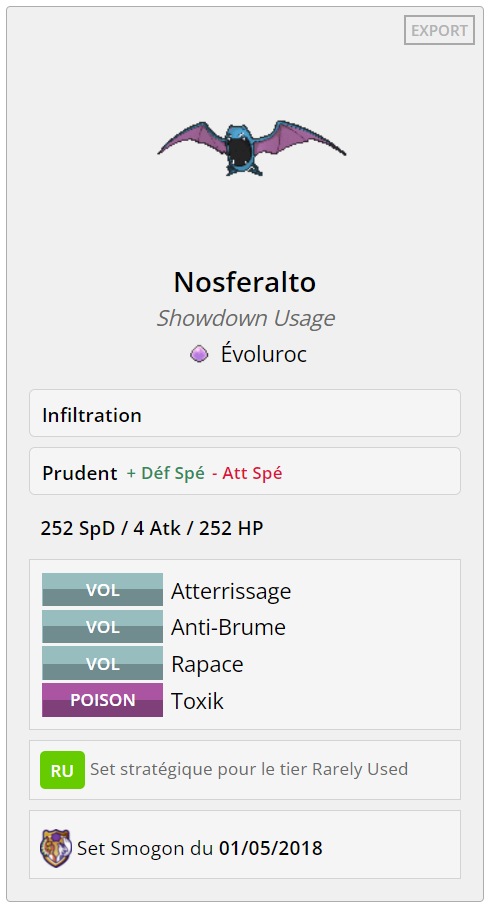 EXPORT
Nosferalto
Showdown Usage
Évoluroc
Infiltration
Prudent + Déf Spé - Att Spé
252 SpD / 4 Atk / 252 HP
VOL Atterrissage
VOL Anti-Brume
VOL Rapace
POISON Toxik
RU Set stratégique pour le tier Rarely Used
Set Smogon du 01/05/2018